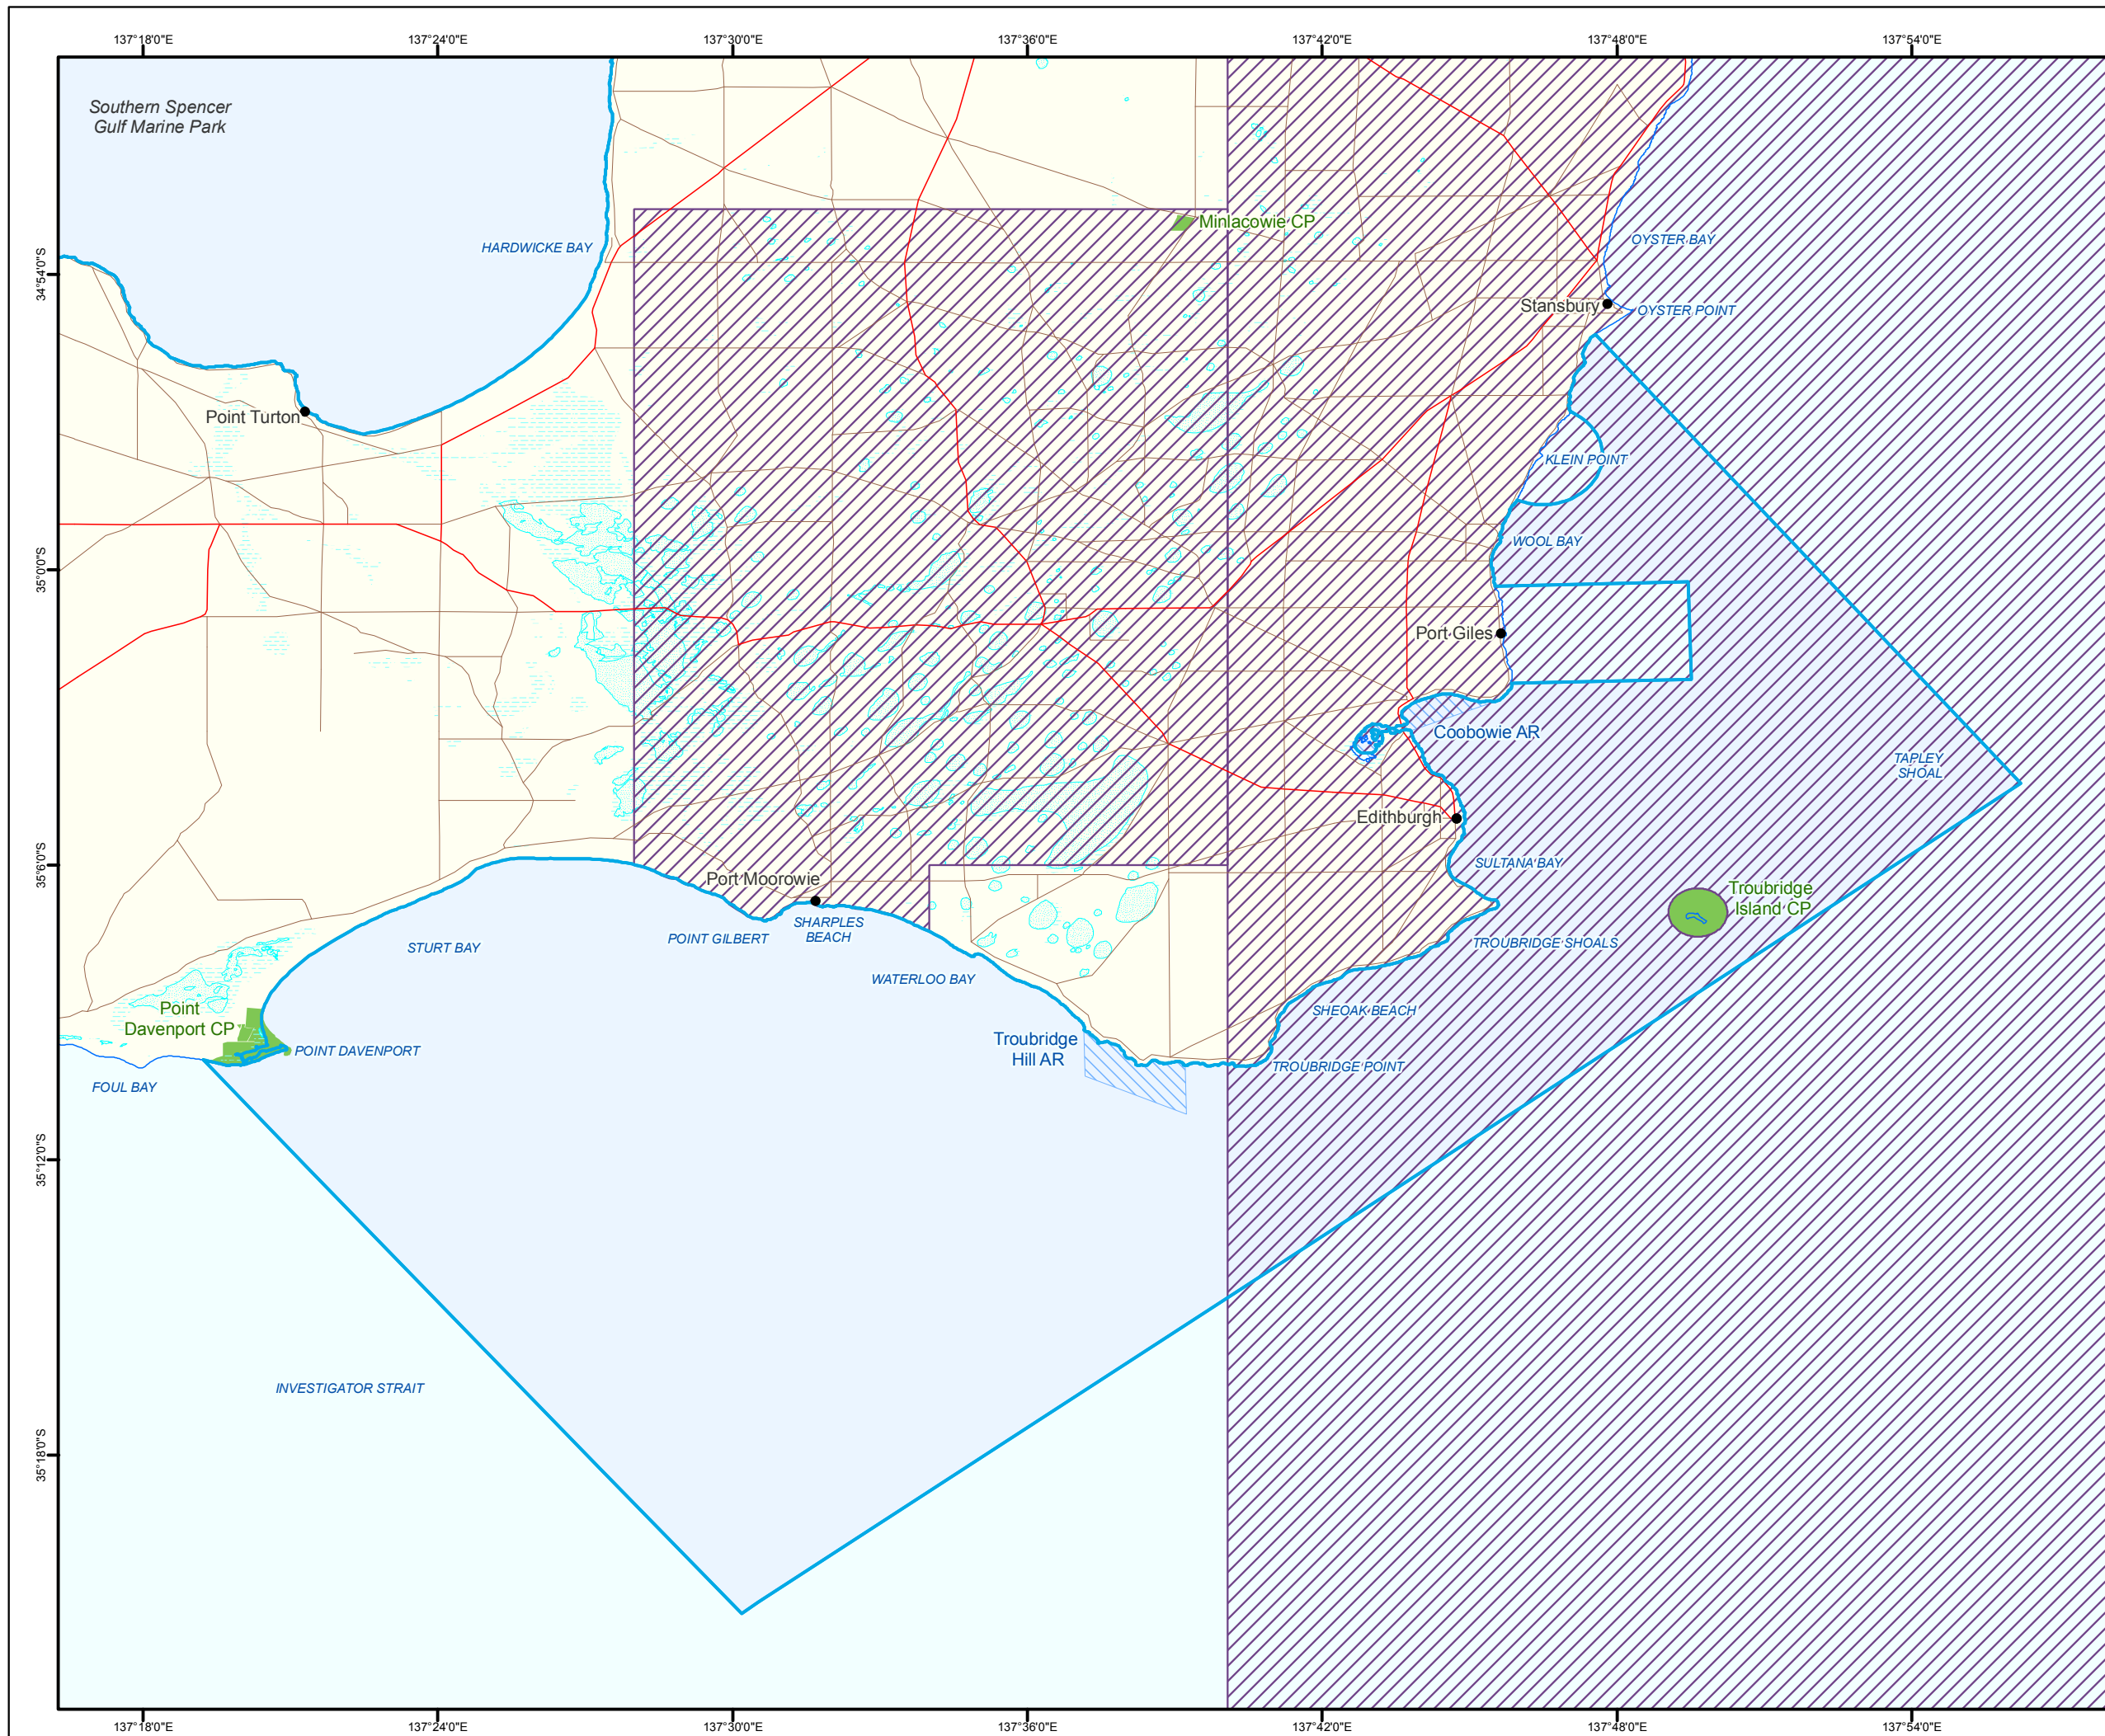 137°18'0"E
137°24'0"E
137°30'0"E
137°36'0"E
137°42'0"E
137°48'0"E
137°54'0"E
Southern Spencer
Gulf Marine Park
Minlacowie CP
OYSTER BAY
HARDWICKE BAY
34°54'0"S
Stansbury
OYSTER POINT
Point Turton
KLEIN POINT
WOOL BAY
35°0'0"S
Port Giles
Coobowie AR
TAPLEY
SHOAL
Edithburgh
35°6'0"S
SULTANA BAY
Port Moorowie
Troubridge
Island CP
SHARPLES
BEACH
POINT GILBERT
STURT BAY
TROUBRIDGE SHOALS
WATERLOO BAY
Point
Davenport CP
SHEOAK BEACH
Troubridge
Hill AR
POINT DAVENPORT
TROUBRIDGE POINT
FOUL BAY
35°12'0"S
INVESTIGATOR STRAIT
35°18'0"S
137°18'0"E
137°24'0"E
137°30'0"E
137°36'0"E
137°42'0"E
137°48'0"E
137°54'0"E